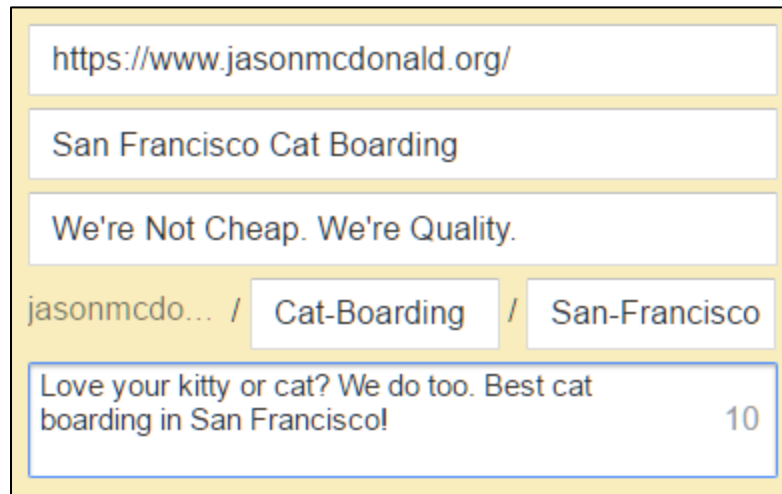 https://www.jasonmcdonald.org/
San Francisco Cat Boarding
We're Not Cheap. We're Quality.
jasonmcdo... / Cat-Boarding / San-Francisco
Love your kitty or cat? We do too. Best cat
boarding in San Francisco! 10